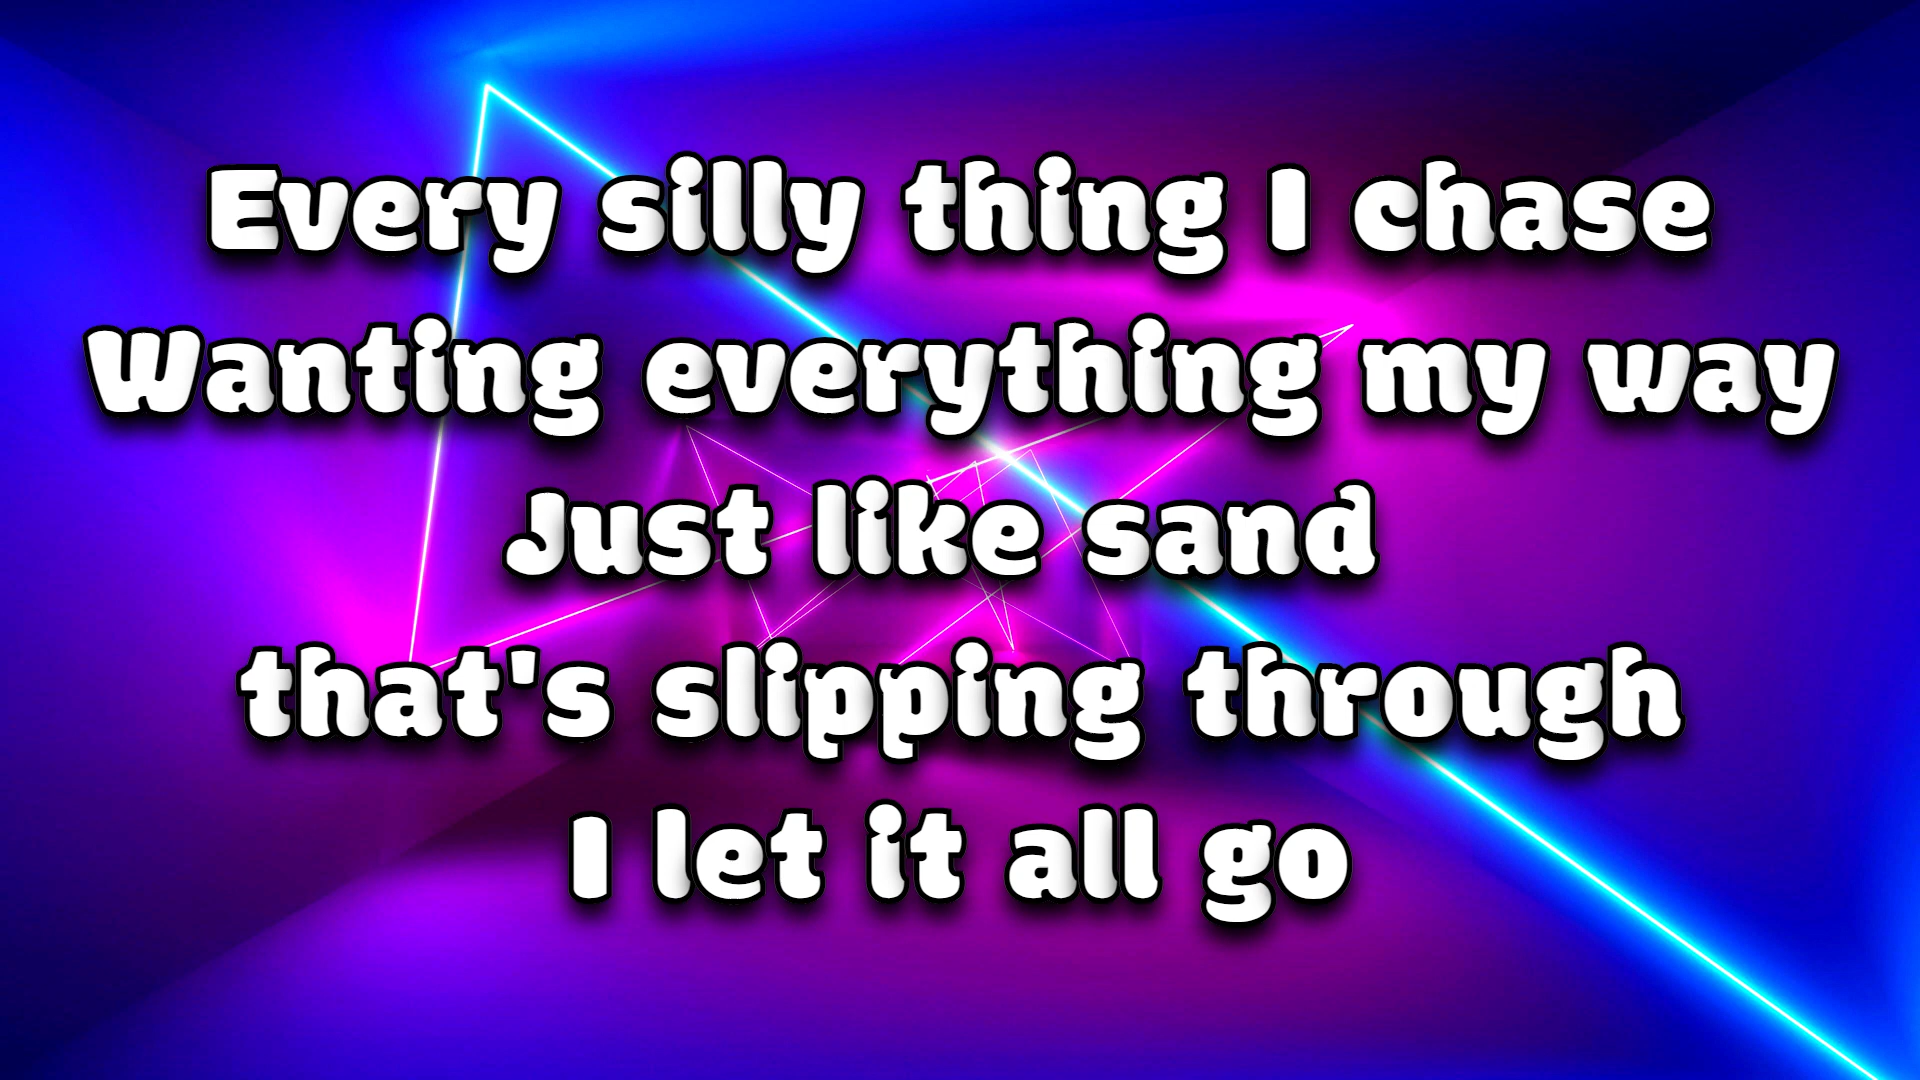 Every silly thing I chase
Wanting everything my way
Just like sand
that's slipping through
I let it all go